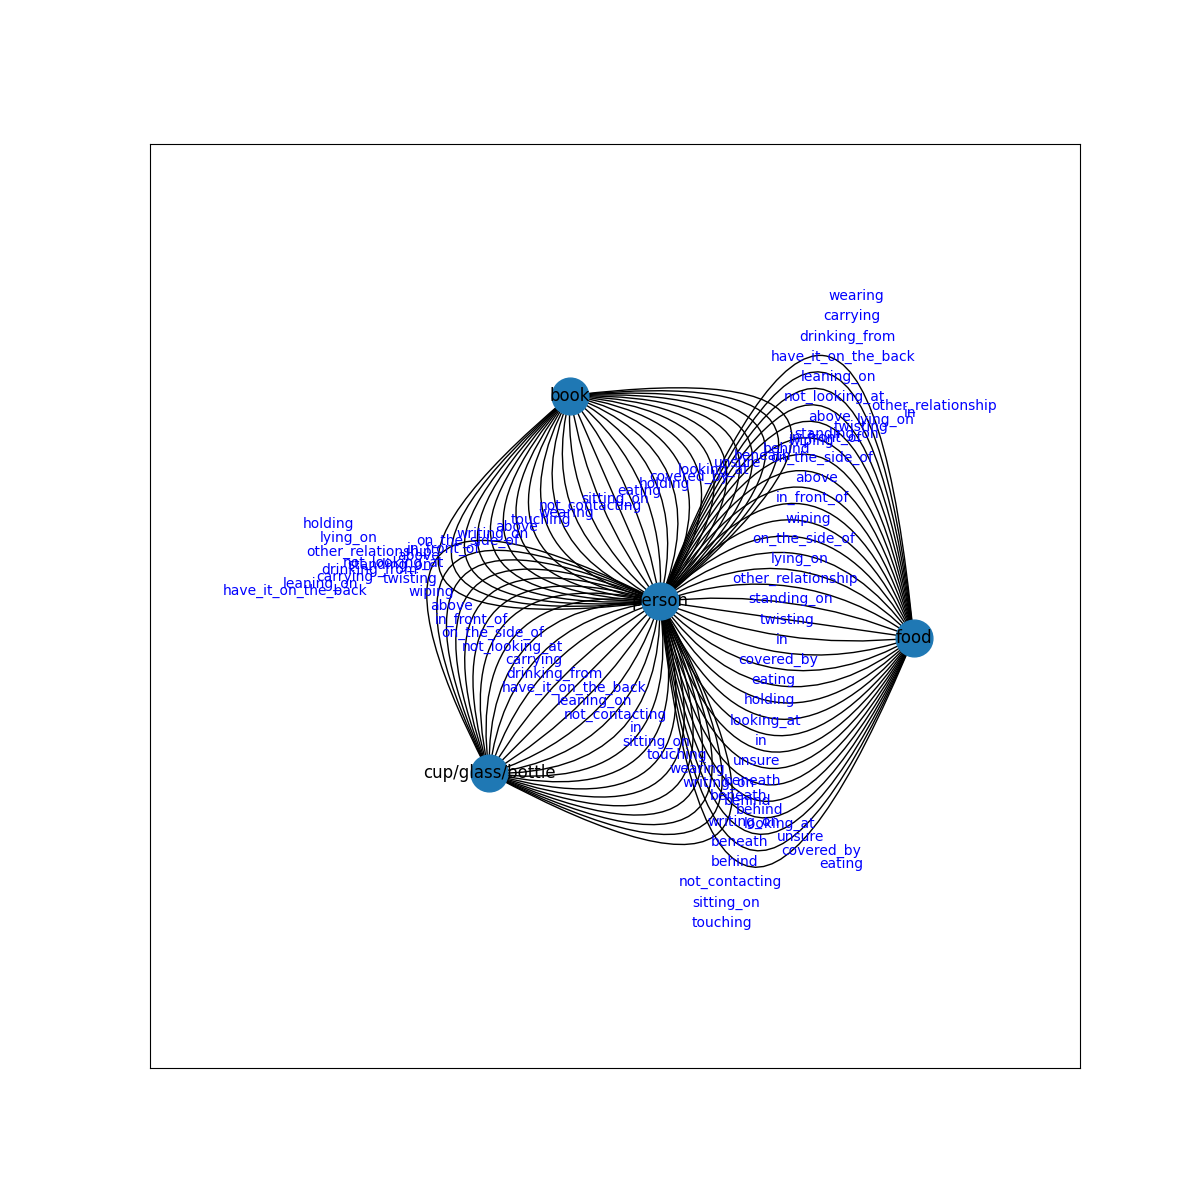 wearing
carrying
drinking_from
have_it_on_the_back
leaning_on
not_looking_at
book
other_relationship
in
above
lying_on
twisting
standing_on
in_front_of
wiping
behind
beneath
on_the_side_of
unsure
looking_at
covered_by
above
holding
eating
in_front_of
sitting_on
not_contacting
wearing
touching
wiping
holding
above
writing_on
lying_on
on_the_side_of
on_the_side_of
in_front_of
other_relationship
above
lying_on
not_looking_at
standing_on
drinking_from
carrying
twisting
other_relationship
leaning_on
have_it_on_the_back
wiping
standing_on
person
above
in_front_of
twisting
on_the_side_of
in
food
not_looking_at
carrying
covered_by
drinking_from
eating
have_it_on_the_back
leaning_on
holding
not_contacting
looking_at
in
sitting_on
in
touching
unsure
wearing
cup/glass/bottle
writing_on
beneath
beneath
behind
behind
writing_on
looking_at
unsure
beneath
covered_by
behind
eating
not_contacting
sitting_on
touching